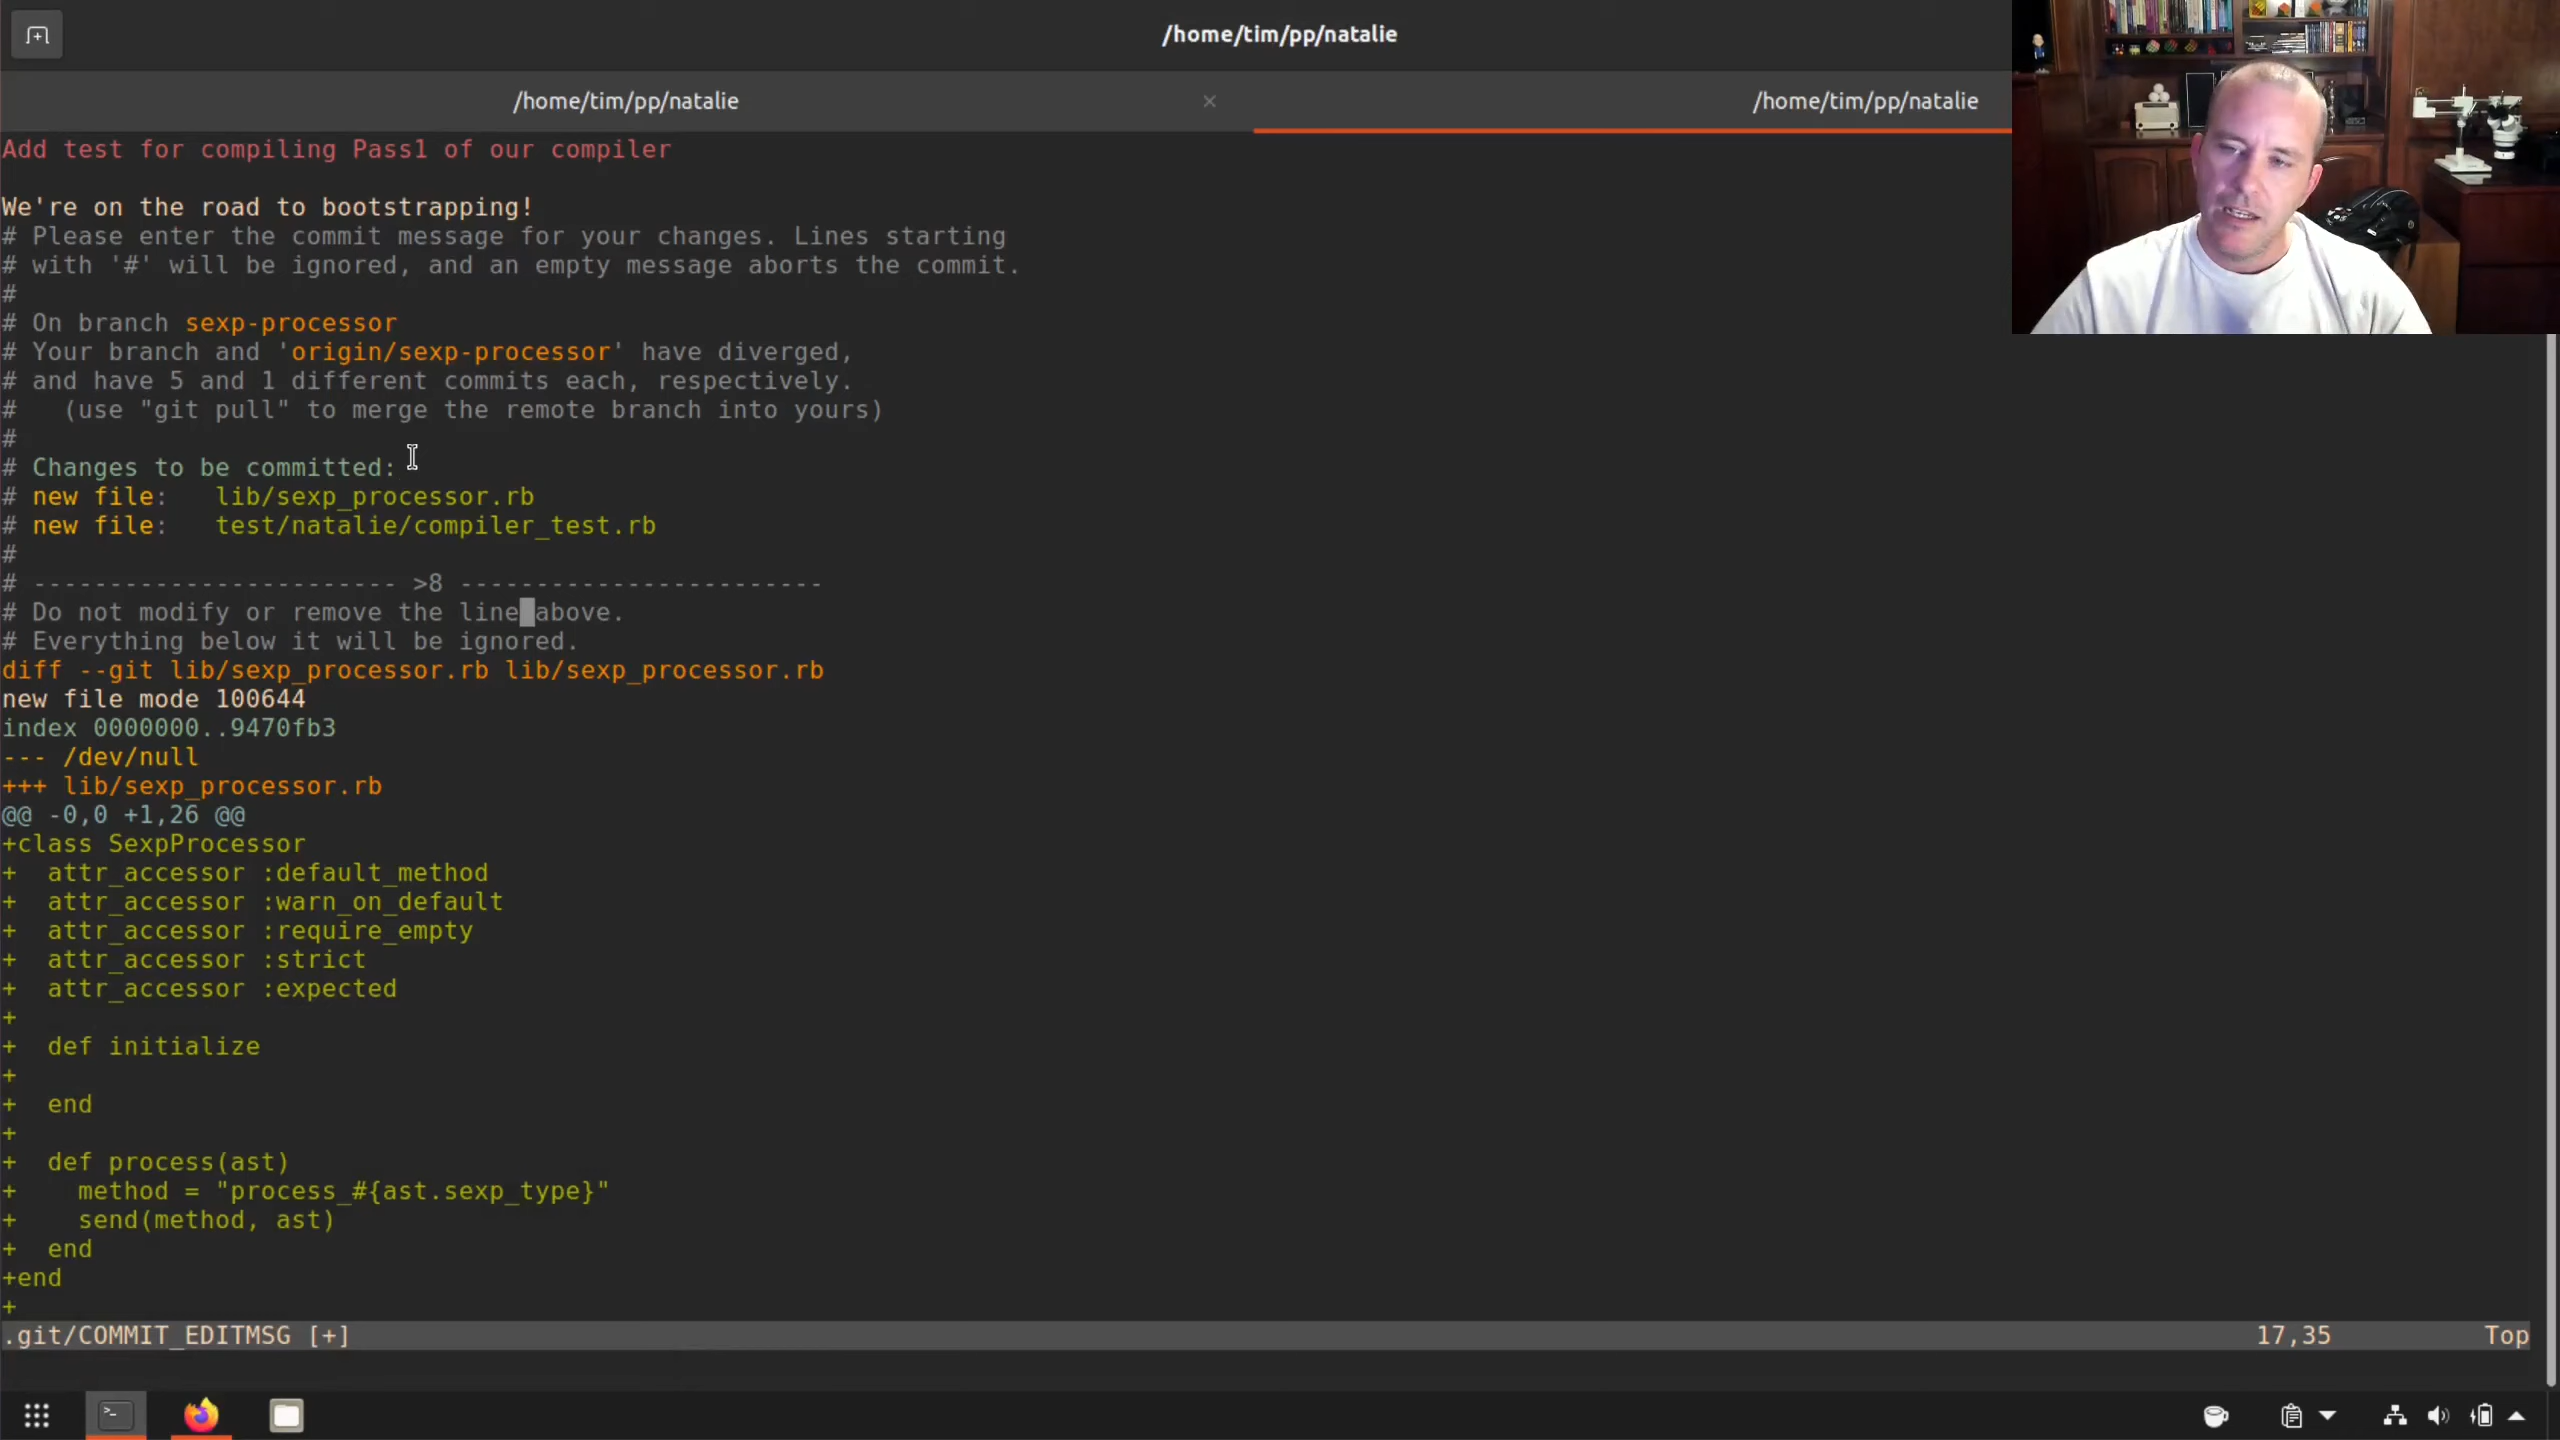 /home/tim/pp/natalie
/home/tim/pp/natalie
/home/tim/pp/natalie
Add test for compiling Pass1 of our compiler
We're on the road to bootstrapping!
# Please enter the commit message for your changes. Lines starting
# with '#' will be ignored, and an empty message aborts the commit.
#
# On branch sexp-processor
# Your branch and 'origin/sexp-processor' have diverged,
# and have 5 and 1 different commits each, respectively.
#   (use "git pull" to merge the remote branch into yours)
#
# Changes to be committed:
# new file:   lib/sexp_processor.rb
# new file:   test/natalie/compiler_test.rb
#
# ------------------------ >8 ------------------------
# Do not modify or remove the line above.
# Everything below it will be ignored.
diff --git lib/sexp_processor.rb lib/sexp_processor.rb
new file mode 100644
index 0000000..9470fb3
--- /dev/null
+++ lib/sexp_processor.rb
@@ -0,0 +1,26 @@
+class SexpProcessor
+  attr_accessor :default_method
+  attr_accessor :warn_on_default
+  attr_accessor :require_empty
+  attr_accessor :strict
+  attr_accessor :expected
+
+  def initialize
+
+  end
+
+  def process(ast)
+    method = "process_#{ast.sexp_type}"
+    send(method, ast)
+  end
+end
+
.git/COMMIT_EDITMSG [+] 17,35 Top